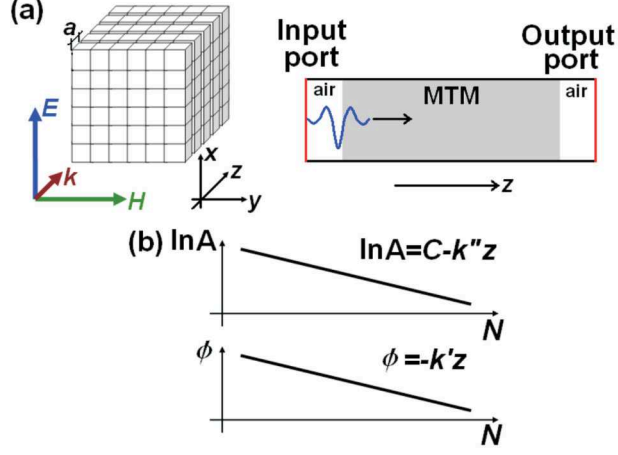 (a)
a
E
k
H
x
z
y
Input
port
Output
port
air
MTM
air
z
(b)
lnA
lnA=C-k"z
N
ϕ
ϕ=-k'z
N